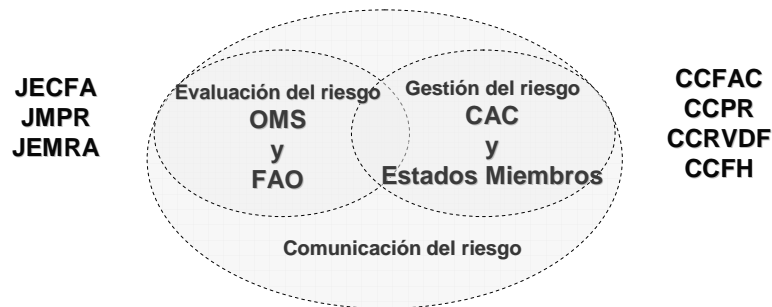 JECFA
JMPR
JEMRA
Evaluación del riesgo
OMS
y
FAO
Gestión del riesgo
CAC
y
Estados Miembros
CCFAC
CCPR
CCRVDF
CCFH
Comunicación del riesgo